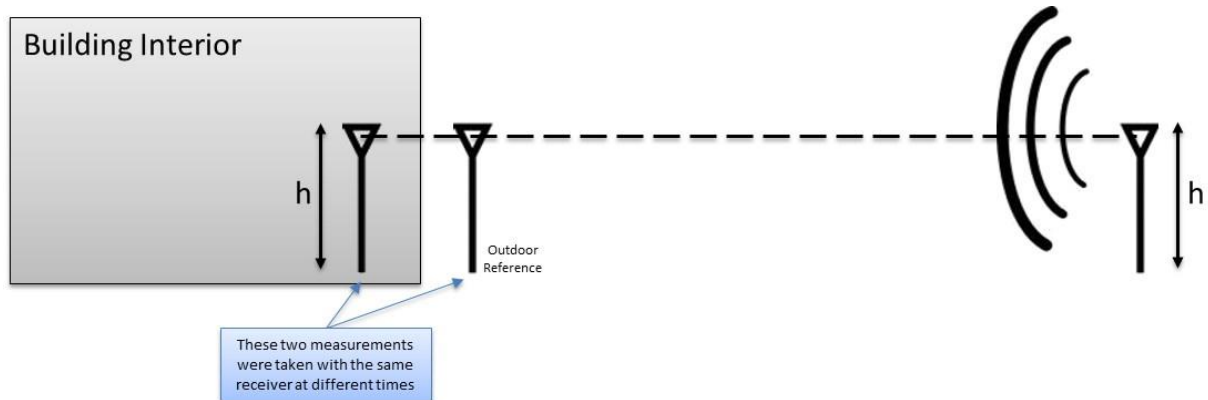 Building Interior
h
h
Outdoor
Reference
These two measurements
were taken with the same
receiver at different times